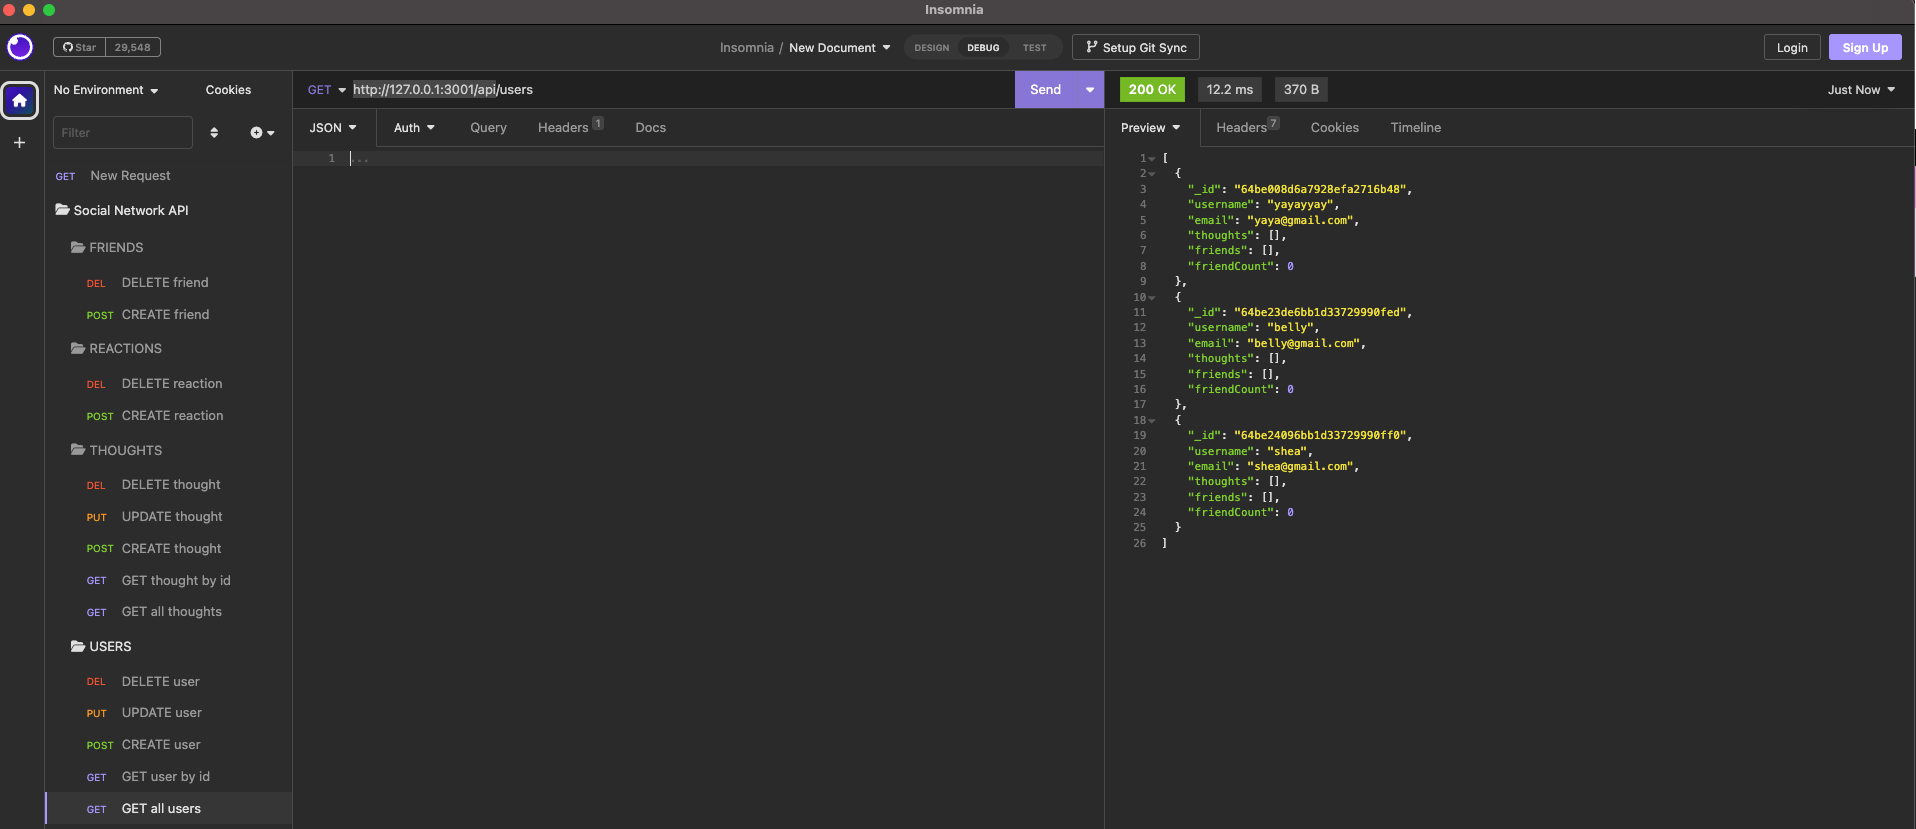 Insomnia
Star 29,548
Insomnia / New Document
DESIGN DEBUG TEST
Setup Git Sync
Login
Sign Up
No Environment
Cookies
Filter
GET New Request
Social Network API
FRIENDS
DEL DELETE friend
POST CREATE friend
REACTIONS
DEL DELETE reaction
POST CREATE reaction
THOUGHTS
DEL DELETE thought
PUT UPDATE thought
POST CREATE thought
GET GET thought by id
GET GET all thoughts
USERS
DEL DELETE user
PUT UPDATE user
POST CREATE user
GET GET user by id
GET GET all users
GET http://127.0.0.1:3001/api/users
Send
JSON Auth Query Headers 1 Docs
1 ...
200 OK 12.2 ms 370 B
Just Now
Preview Headers 7 Cookies Timeline
1 [
2 {
3 "_id": "64be008d6a7928efa2716b48",
4 "username": "yayayyay",
5 "email": "yaya@gmail.com",
6 "thoughts": [],
7 "friends": [],
8 "friendCount": 0
9 },
10 {
11 "_id": "64be23de6bb1d33729990fed",
12 "username": "belly",
13 "email": "belly@gmail.com",
14 "thoughts": [],
15 "friends": [],
16 "friendCount": 0
17 },
18 {
19 "_id": "64be24096bb1d33729990ff0",
20 "username": "shea",
21 "email": "shea@gmail.com",
22 "thoughts": [],
23 "friends": [],
24 "friendCount": 0
25 }
26 ]